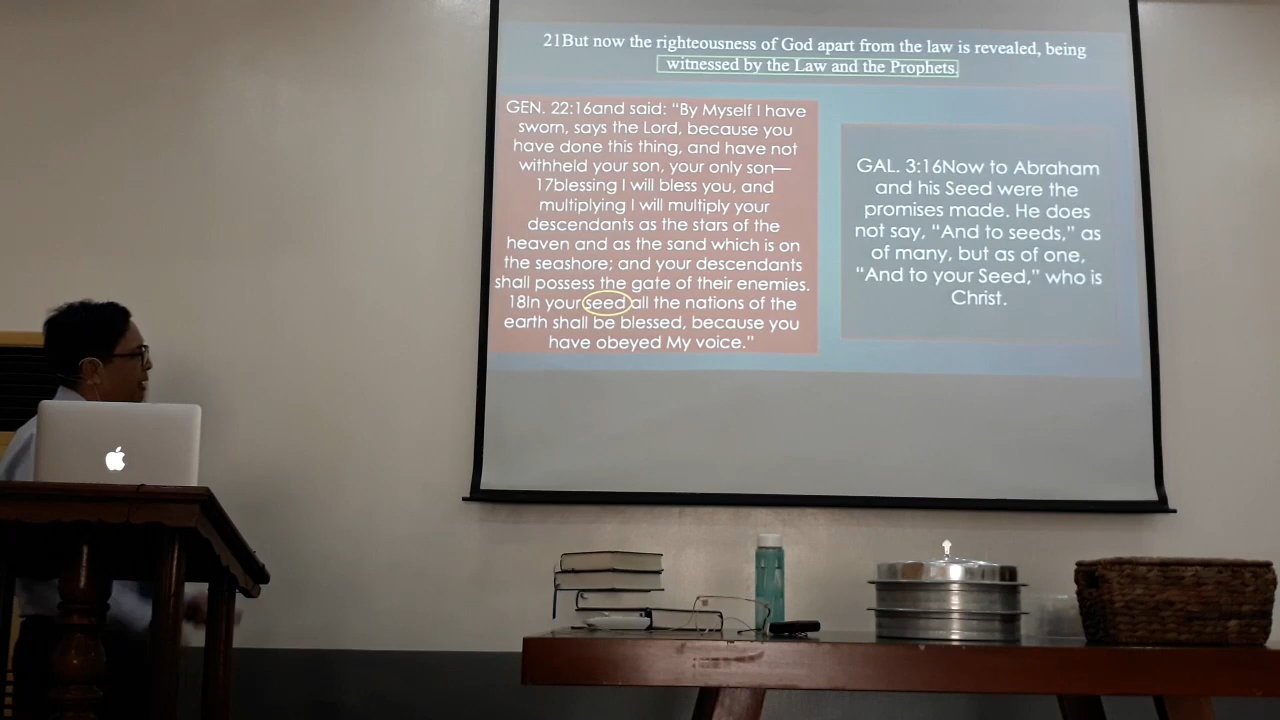 21But now the righteousness of God apart from the law is revealed, being
witnessed by the Law and the Prophets.
GEN. 22:16and said: “By Myself I have
sworn, says the Lord, because you
have done this thing, and have not
withheld your son, your only son—
17blessing I will bless you, and
multiplying I will multiply your
descendants as the stars of the
heaven and as the sand which is on
the seashore; and your descendants
shall possess the gate of their enemies.
18In your seed all the nations of the
earth shall be blessed, because you
have obeyed My voice.”
GAL. 3:16Now to Abraham
and his Seed were the
promises made. He does
not say, “And to seeds,” as
of many, but as of one,
“And to your Seed,” who is
Christ.